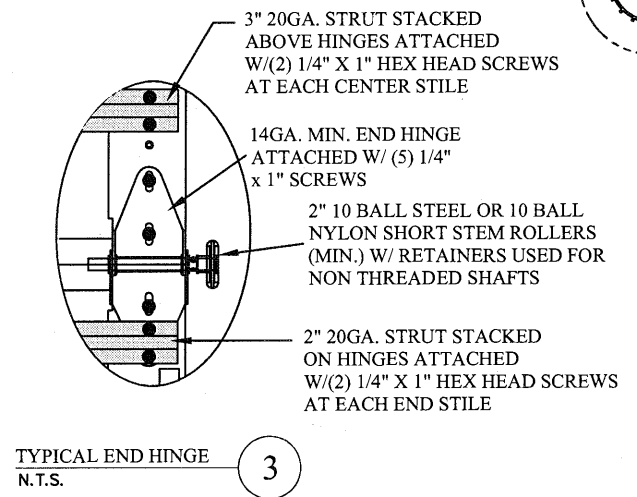 3" 20GA. STRUT STACKED
ABOVE HINGES ATTACHED
W/(2) 1/4" X 1" HEX HEAD SCREWS
AT EACH CENTER STILE
14GA. MIN. END HINGE
ATTACHED W/ (5) 1/4"
x 1" SCREWS
2" 10 BALL STEEL OR 10 BALL
NYLON SHORT STEM ROLLERS
(MIN.) W/ RETAINERS USED FOR
NON THREADED SHAFTS
2" 20GA. STRUT STACKED
ON HINGES ATTACHED
W/(2) 1/4" X 1" HEX HEAD SCREWS
AT EACH END STILE
TYPICAL END HINGE
N.T.S.
3